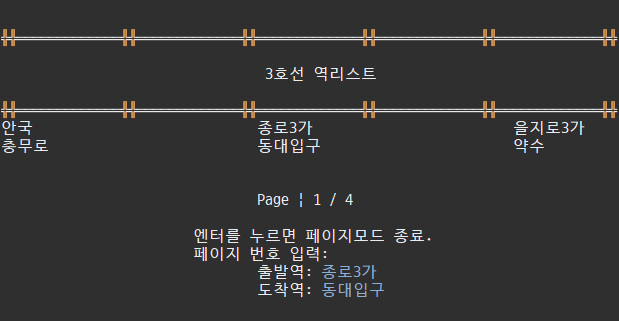 3호선 역리스트
안국 종로3가 을지로3가
충무로 동대입구 약수
Page ¦ 1 / 4
엔터를 누르면 페이지모드 종료.
페이지 번호 입력:
출발역: 종로3가
도착역: 동대입구